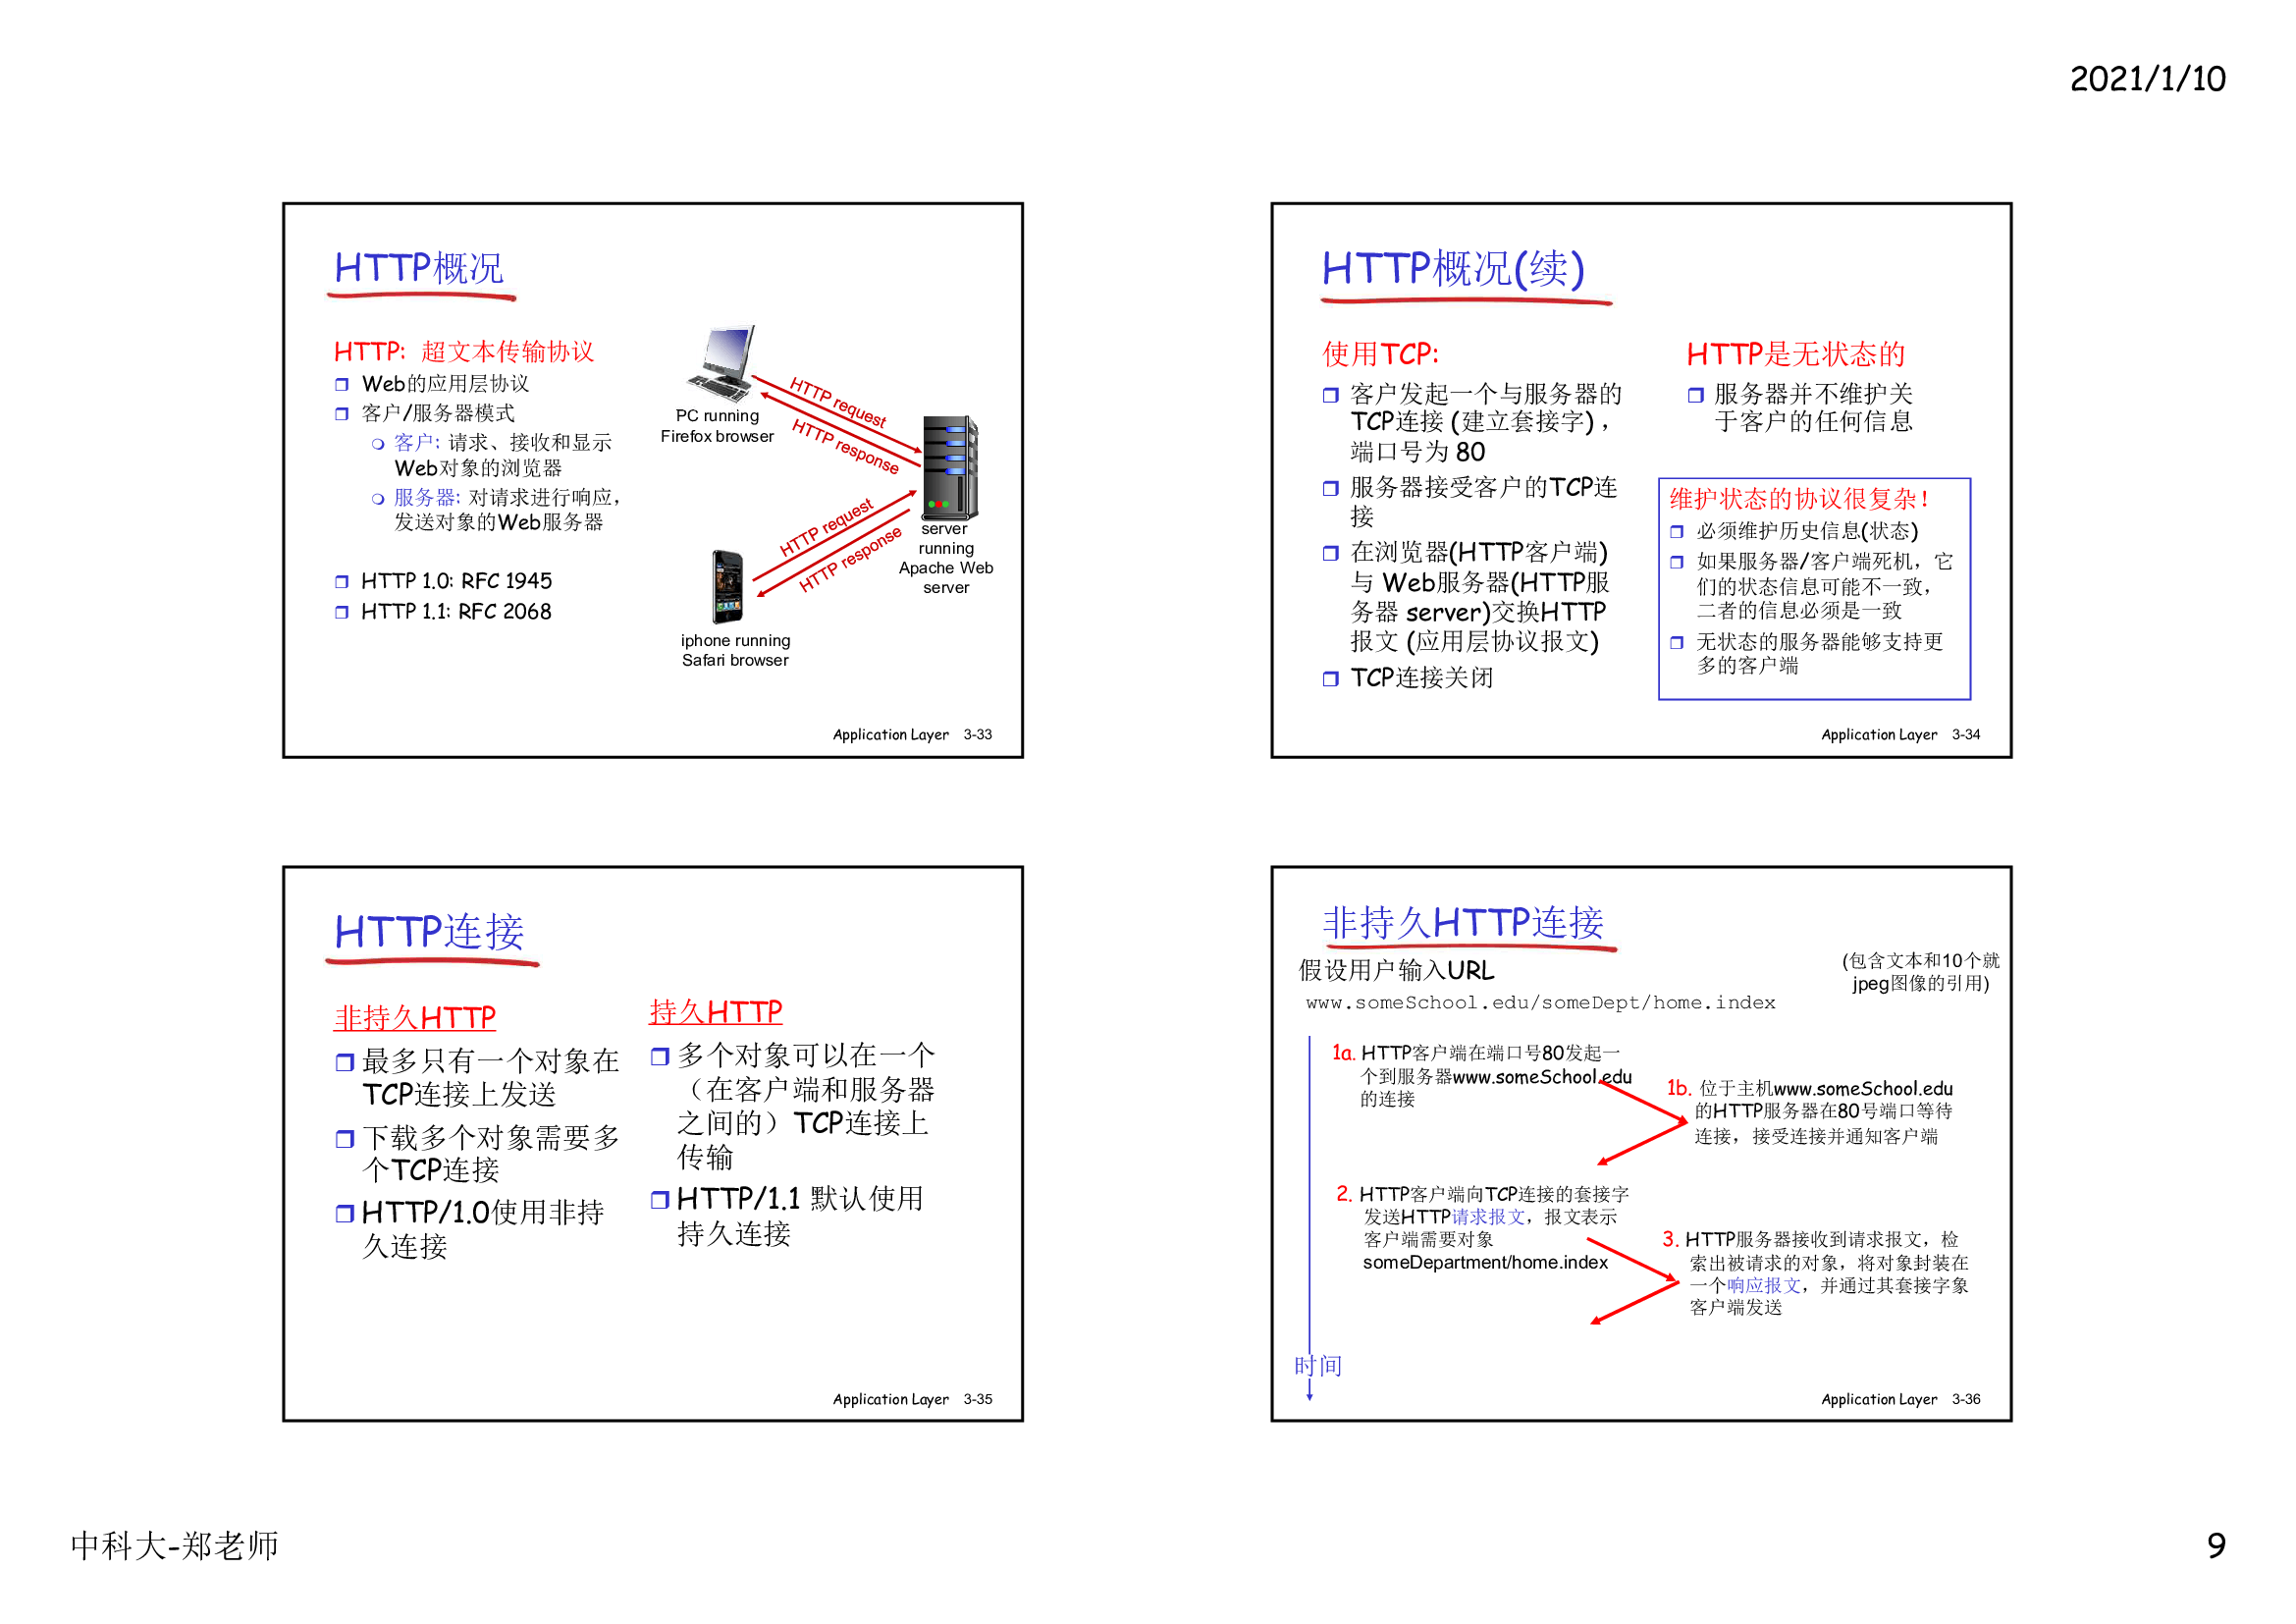 2021/1/10
HTTP概况
HTTP: 超文本传输协议
Web的应用层协议
客户/服务器模式
客户: 请求、接收和显示
Web对象的浏览器
服务器: 对请求进行响应，
发送对象的Web服务器
HTTP 1.0: RFC 1945
HTTP 1.1: RFC 2068
PC running
Firefox browser
HTTP request
HTTP response
HTTP request
HTTP response
server
running
Apache Web
server
iphone running
Safari browser
Application Layer 3-33
HTTP概况(续)
使用TCP:
客户发起一个与服务器的
TCP连接 (建立套接字) ，
端口号为 80
服务器接受客户的TCP连
接
在浏览器(HTTP客户端)
与 Web服务器(HTTP服
务器 server)交换HTTP
报文 (应用层协议报文)
TCP连接关闭
HTTP是无状态的
服务器并不维护关
于客户的任何信息
维护状态的协议很复杂！
必须维护历史信息(状态)
如果服务器/客户端死机，它
们的状态信息可能不一致，
二者的信息必须是一致
无状态的服务器能够支持更
多的客户端
Application Layer 3-34
HTTP连接
非持久HTTP
最多只有一个对象在
TCP连接上发送
下载多个对象需要多
个TCP连接
HTTP/1.0使用非持
久连接
持久HTTP
多个对象可以在一个
（在客户端和服务器
之间的）TCP连接上
传输
HTTP/1.1 默认使用
持久连接
Application Layer 3-35
非持久HTTP连接
假设用户输入URL
www.someSchool.edu/someDept/home.index
(包含文本和10个就
jpeg图像的引用)
1a. HTTP客户端在端口号80发起一
个到服务器www.someSchool.edu
的连接
1b. 位于主机www.someSchool.edu
的HTTP服务器在80号端口等待
连接，接受连接并通知客户端
2. HTTP客户端向TCP连接的套接字
发送HTTP请求报文，报文表示
客户端需要对象
someDepartment/home.index
3. HTTP服务器接收到请求报文，检
索出被请求的对象，将对象封装在
一个响应报文，并通过其套接字象
客户端发送
时间
Application Layer 3-36
中科大-郑老师
9